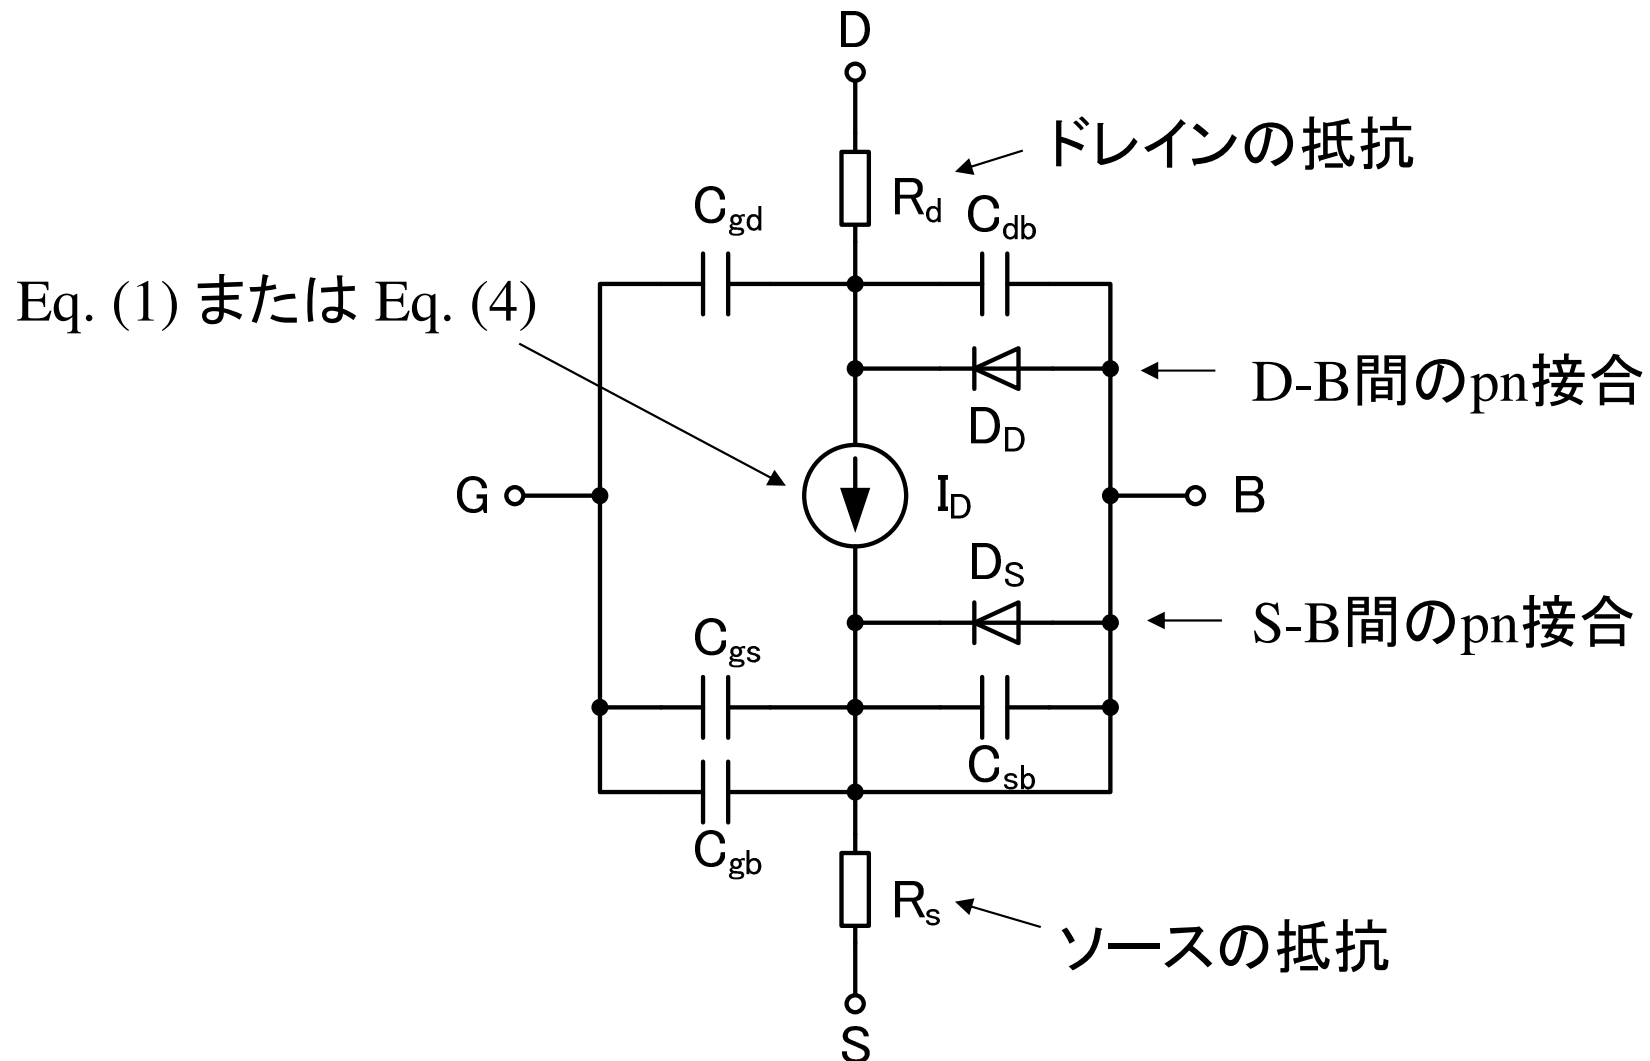 D
ドレインの抵抗
Rd
Cgd
Cdb
Eq. (1) または Eq. (4)
D-B間のpn接合
DD
G
ID
B
DS
S-B間のpn接合
Cgs
Csb
Cgb
Rs
ソースの抵抗
S